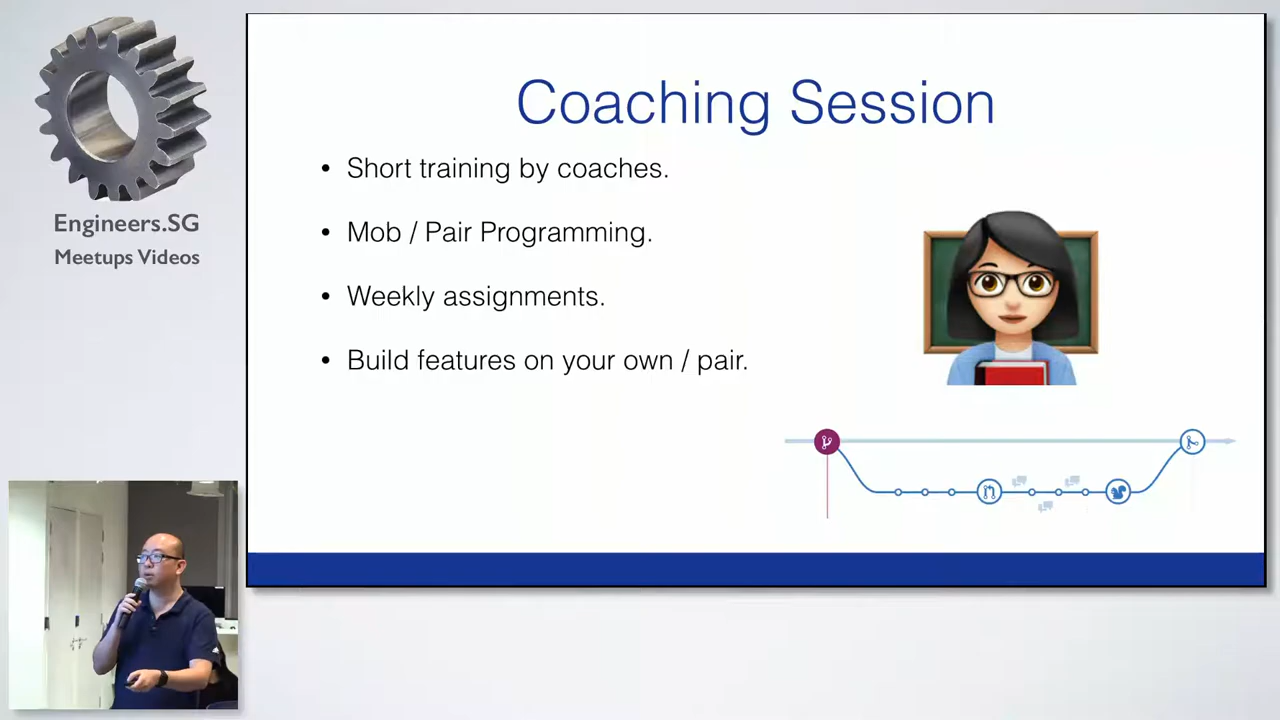 Engineers.SG
Meetups Videos
Coaching Session
• Short training by coaches.
• Mob / Pair Programming.
• Weekly assignments.
• Build features on your own / pair.